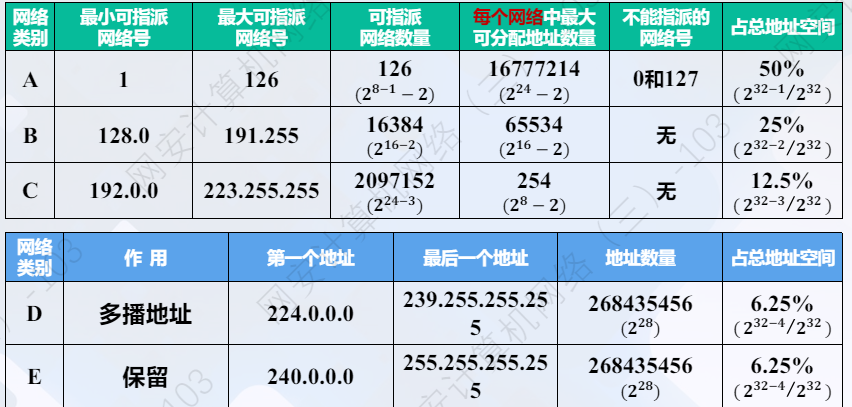 网络类别 最小可指派网络号 最大可指派网络号 可指派网络数量 每个网络中最大可分配地址数量 不能指派的网络号 占总地址空间
A 1 126 126 (2^{8−1} − 2) 16777214 (2^{24} − 2) 0和127 50% (2^{32−1}/2^{32})
B 128.0 191.255 16384 (2^{16−2}) 65534 (2^{16} − 2) 无 25% (2^{32−2}/2^{32})
C 192.0.0 223.255.255 2097152 (2^{24−3}) 254 (2^{8} − 2) 无 12.5% (2^{32−3}/2^{32})
网络类别 作 用 第一个地址 最后一个地址 地址数量 占总地址空间
D 多播地址 224.0.0.0 239.255.255.255 268435456 (2^{28}) 6.25% (2^{32−4}/2^{32})
E 保留 240.0.0.0 255.255.255.255 268435456 (2^{28}) 6.25% (2^{32−4}/2^{32})
网安计算机网络（三）-103